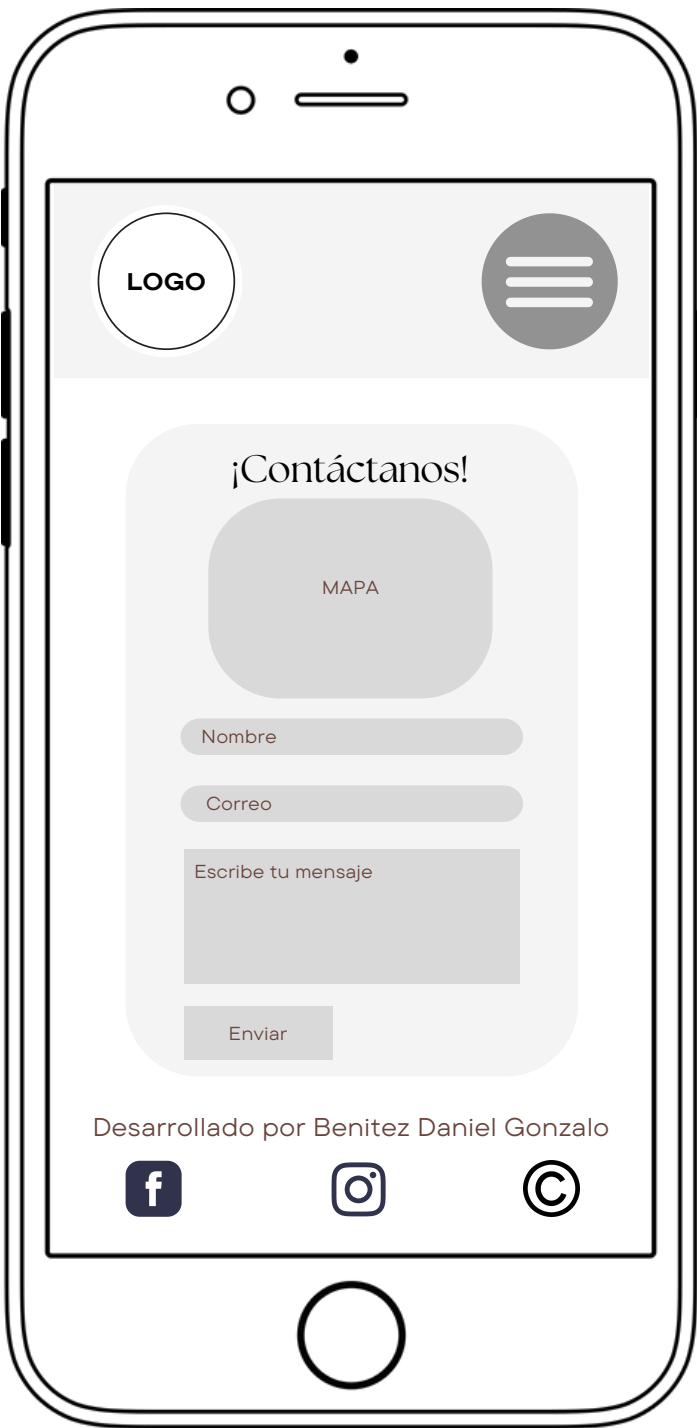 LOGO
¡Contáctanos!
MAPA
Nombre
Correo
Escribe tu mensaje
Enviar
Desarrollado por Benitez Daniel Gonzalo